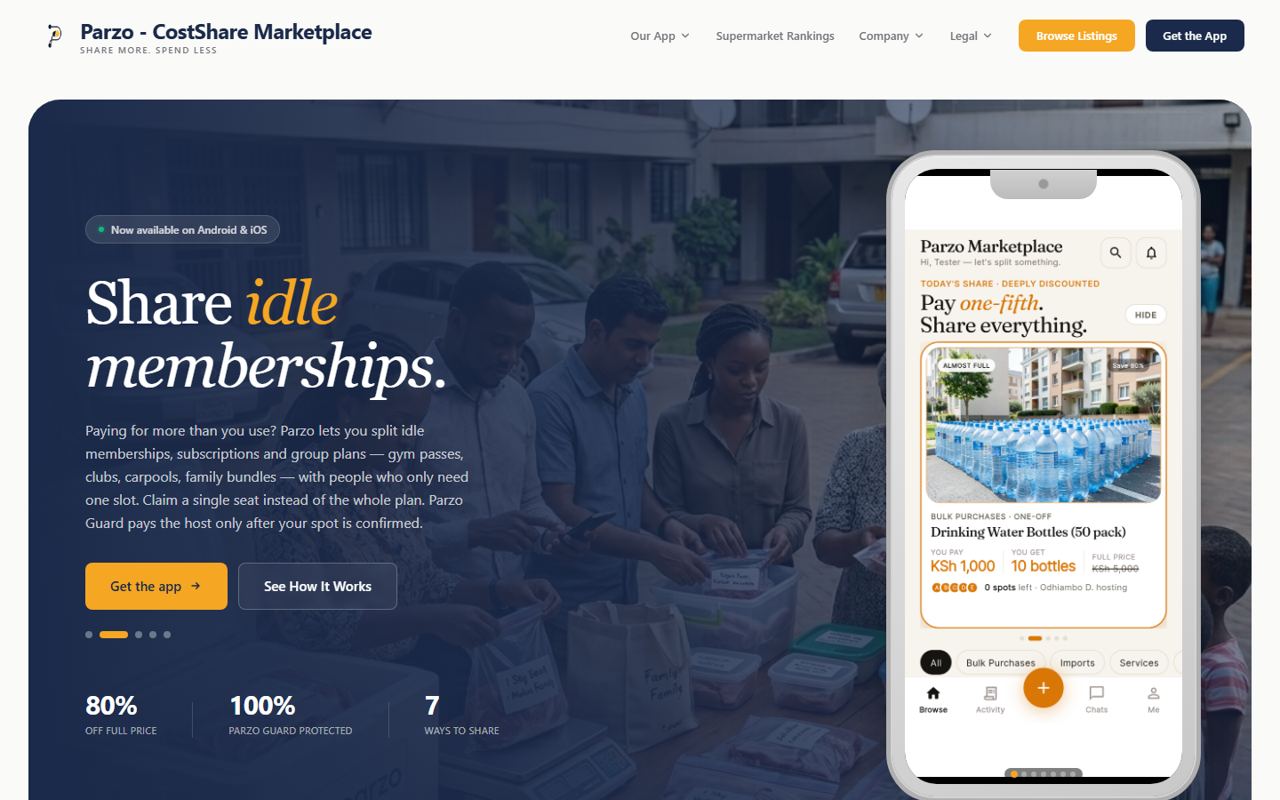 Parzo - CostShare Marketplace
SHARE MORE. SPEND LESS
Our App
Supermarket Rankings
Company
Legal
Browse Listings
Get the App
Now available on Android & iOS
Share idle
memberships.
Paying for more than you use? Parzo lets you split idle
memberships, subscriptions and group plans — gym passes,
clubs, carpools, family bundles — with people who only need
one slot. Claim a single seat instead of the whole plan. Parzo
Guard pays the host only after your spot is confirmed.
Get the app →
See How It Works
80%
OFF FULL PRICE
100%
PARZO GUARD PROTECTED
7
WAYS TO SHARE
Parzo Marketplace
Hi, Tester — let's split something.
TODAY'S SHARE · DEEPLY DISCOUNTED
Pay one-fifth.
Share everything.
HIDE
ALMOST FULL
Save 80%
BULK PURCHASES · ONE-OFF
Drinking Water Bottles (50 pack)
YOU PAY
KSh 1,000
YOU GET
10 bottles
FULL PRICE
KSh 5,000
0 spots left · Odhiambo D. hosting
All
Bulk Purchases
Imports
Services
Browse
Activity
Chats
Me
Family